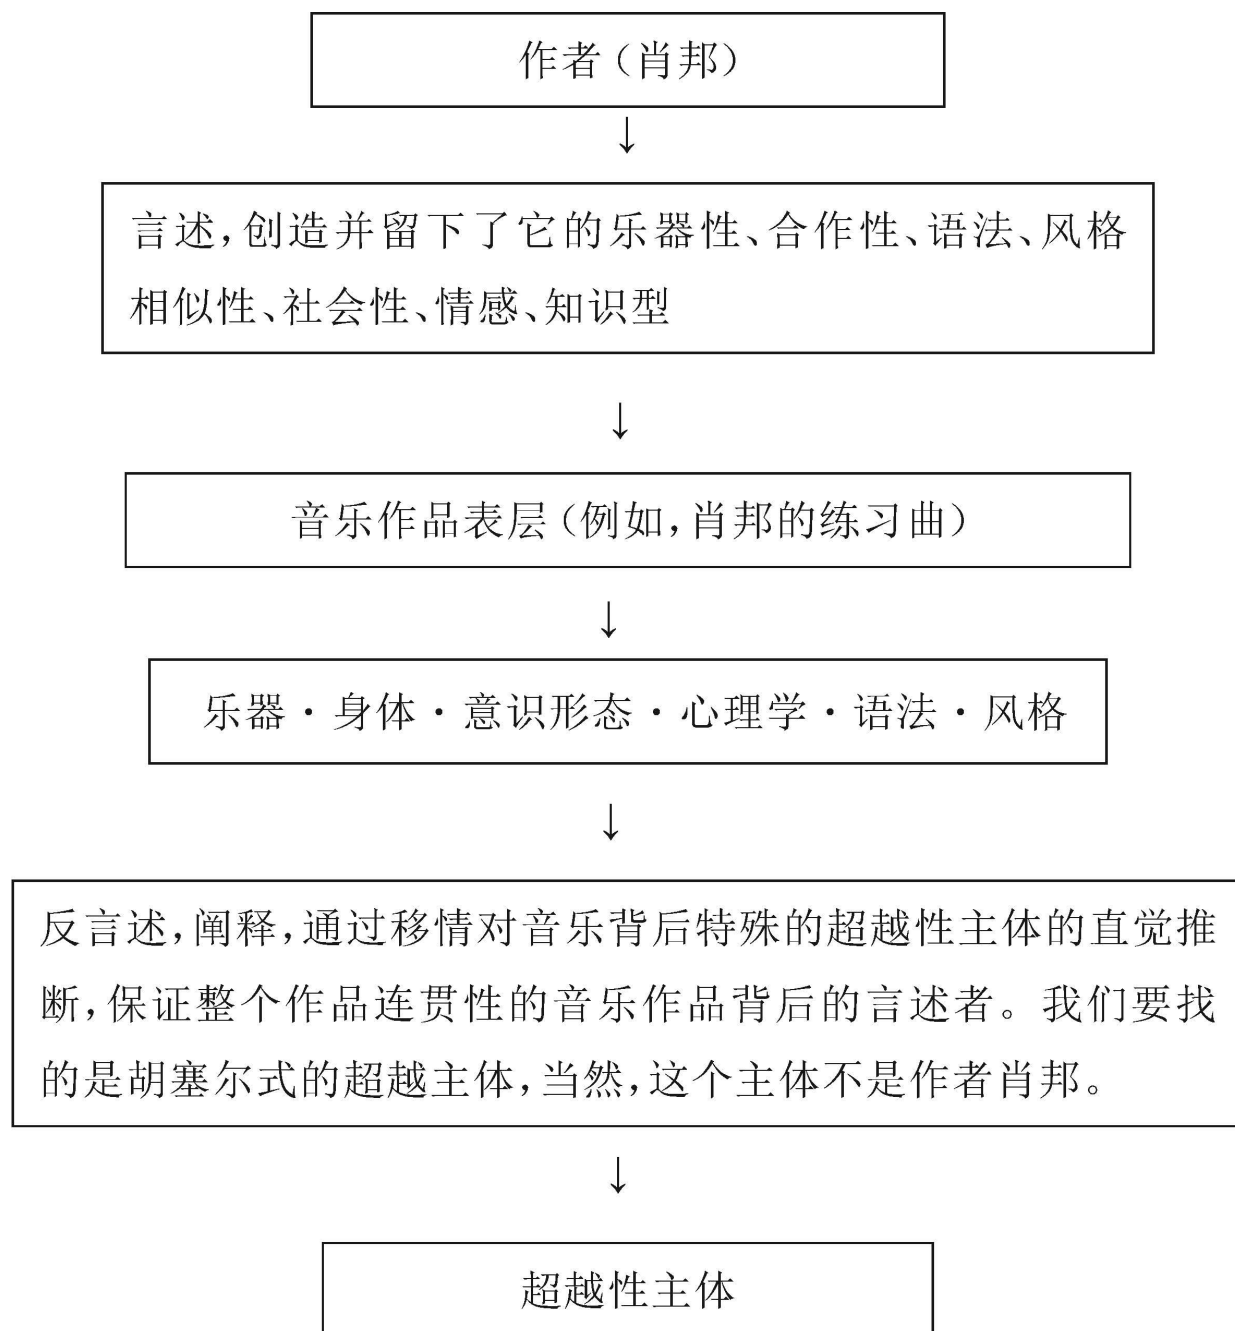 作者(肖邦)
↓
言述,创造并留下了它的乐器性、合作性、语法、风格
相似性、社会性、情感、知识型
↓
音乐作品表层(例如,肖邦的练习曲)
↓
乐器·身体·意识形态·心理学·语法·风格
↓
反言述,阐释,通过移情对音乐背后特殊的超越性主体的直觉推
断,保证整个作品连贯性的音乐作品背后的言述者。我们要找
的是胡塞尔式的超越主体,当然,这个主体不是作者肖邦。
↓
超越性主体